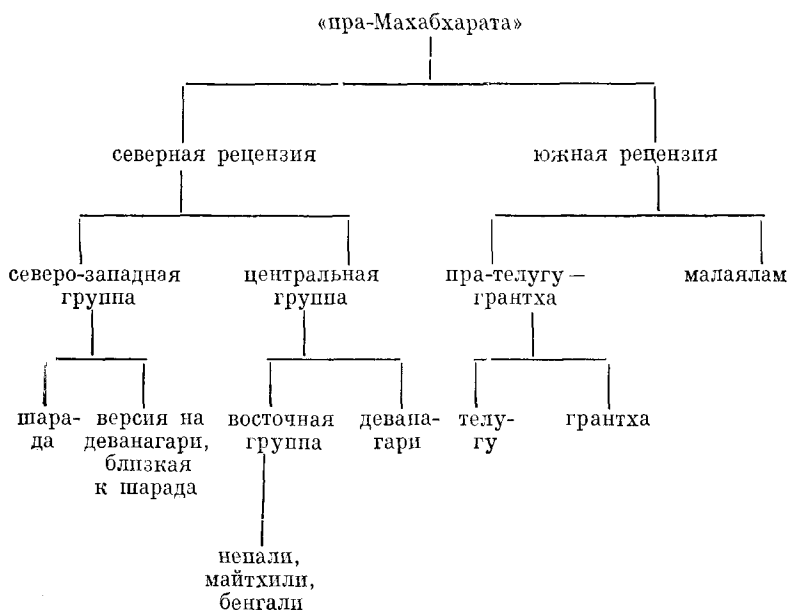 «пра-Махабхарата»
северная рецензия
южная рецензия
северо-западная
группа
центральная
группа
пра-телугу —
грантха
малаялам
шара-
да
версия на
деванагари,
близкая
к шарада
восточная
группа
девана-
гари
телу-
гу
грантха
непали,
майтхили,
бенгали